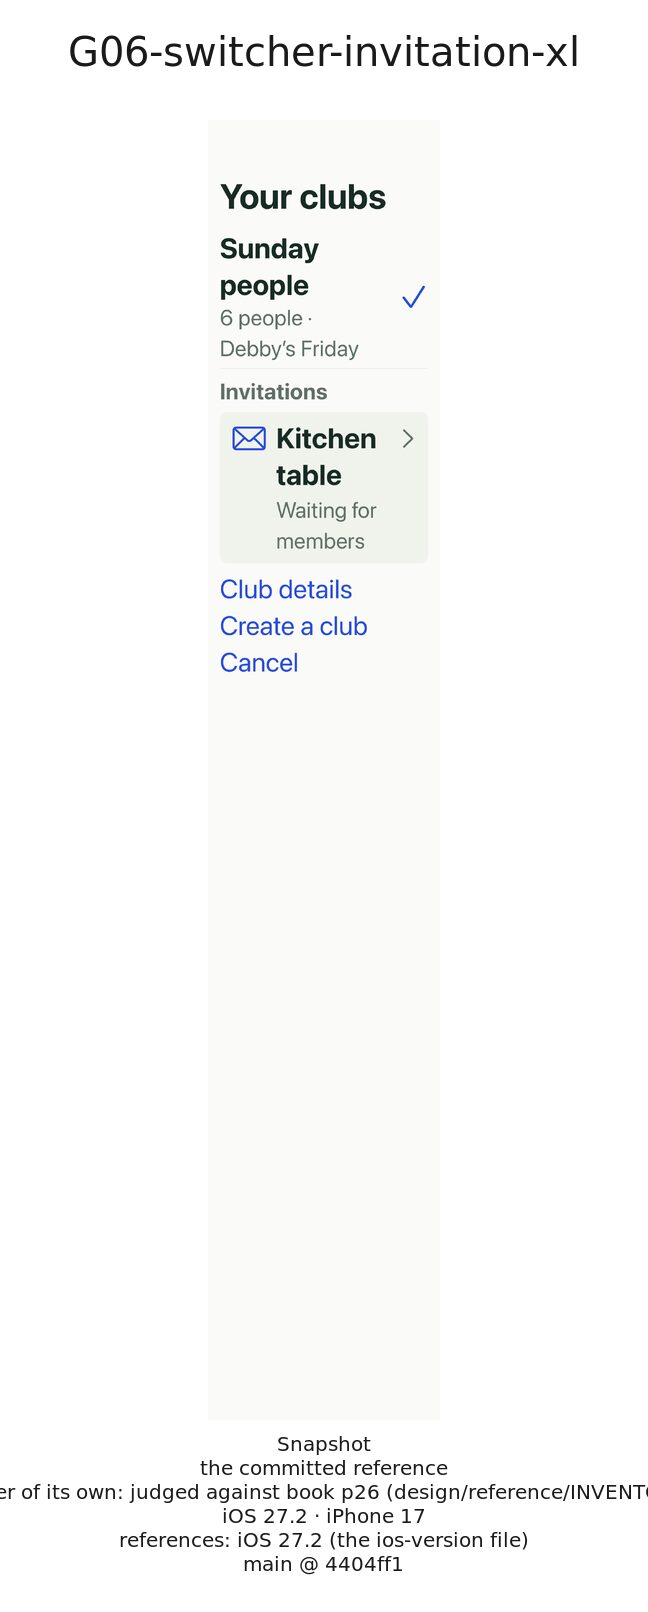 G06-switcher-invitation-xl
Your clubs
Sunday
people
6 people ·
Debby’s Friday
Invitations
Kitchen
table
Waiting for
members
Club details
Create a club
Cancel
Snapshot
the committed reference
of its own: judged against book p26 (design/reference/
iOS 27.2 · iPhone 17
references: iOS 27.2 (the ios-version file)
main @ 4404ff1